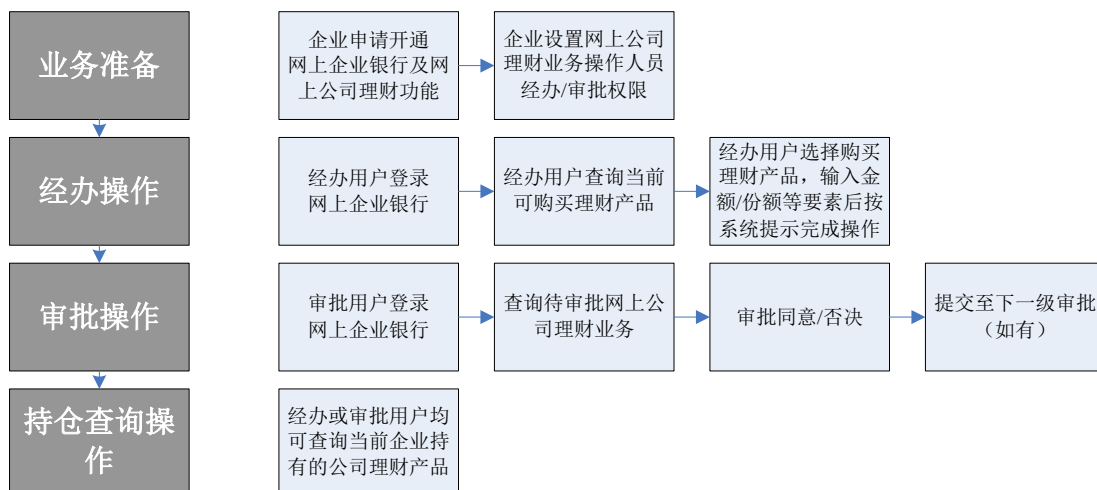 业务准备
企业申请开通
网上企业银行及网
上公司理财功能
企业设置网上公司
理财业务操作人员
经办/审批权限
经办操作
经办用户登录
网上企业银行
经办用户查询当前
可购买理财产品
经办用户选择购买
理财产品，输入金
额/份额等要素后按
系统提示完成操作
审批操作
审批用户登录
网上企业银行
查询待审批网上公
司理财业务
审批同意/否决
提交至下一级审批
（如有）
持仓查询操
作
经办或审批用户均
可查询当前企业持
有的公司理财产品